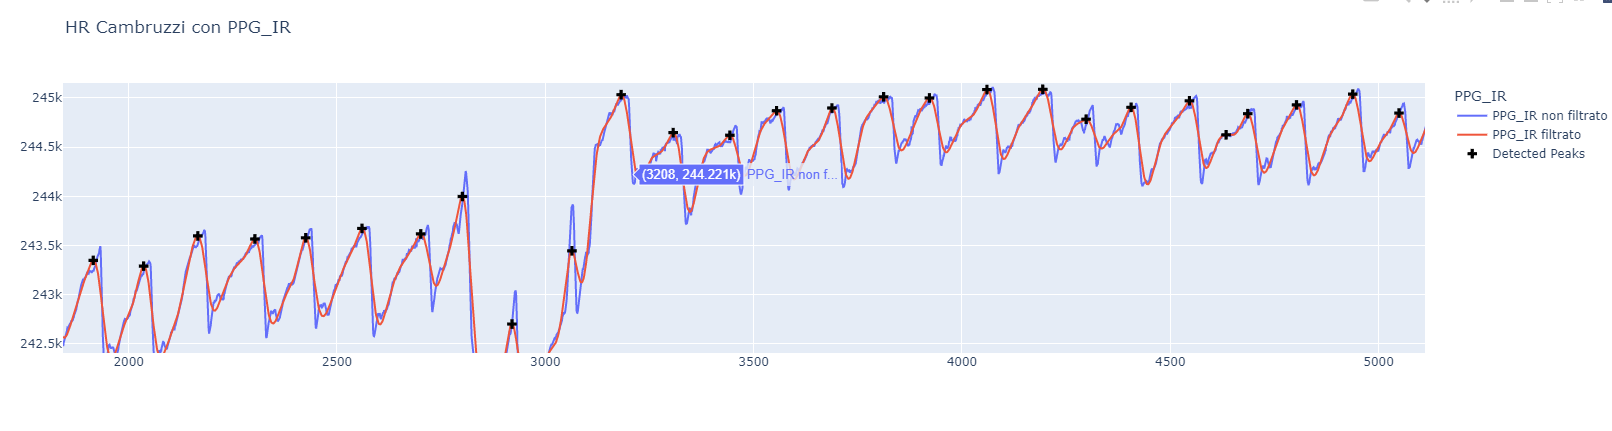 HR Cambruzzi con PPG_IR
245k
244.5k
244k
243.5k
243k
242.5k
2000
2500
3000
3500
4000
4500
5000
(3208, 244.221k)
PPG_IR non f...
PPG_IR
PPG_IR non filtrato
PPG_IR filtrato
Detected Peaks